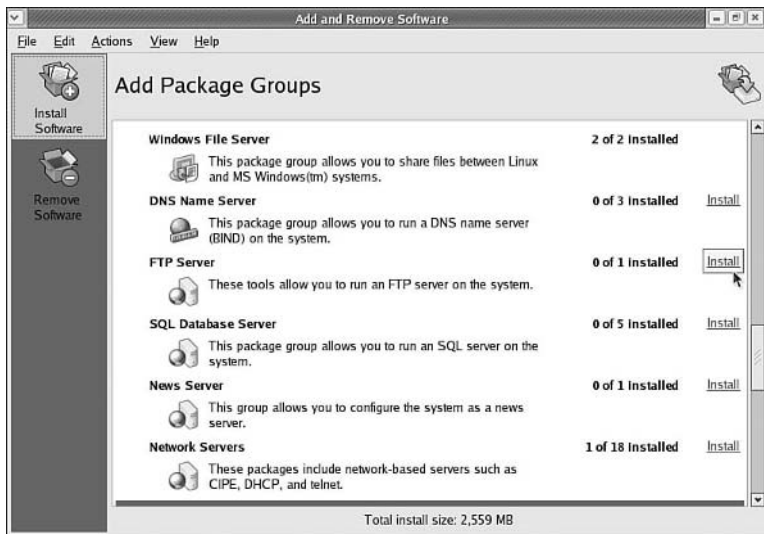 Add and Remove Software
File Edit Actions View Help
Install
Software
Remove
Software
Add Package Groups
Windows File Server 2 of 2 Installed
This package group allows you to share files between Linux
and MS Windows(tm) systems.
DNS Name Server 0 of 3 Installed Install
This package group allows you to run a DNS name server
(BIND) on the system.
FTP Server 0 of 1 Installed Install
These tools allow you to run an FTP server on the system.
SQL Database Server 0 of 5 Installed Install
This package group allows you to run an SQL server on the
system.
News Server 0 of 1 Installed Install
This group allows you to configure the system as a news
server.
Network Servers 1 of 18 Installed Install
These packages include network-based servers such as
CIPE, DHCP, and telnet.
Total install size: 2,559 MB